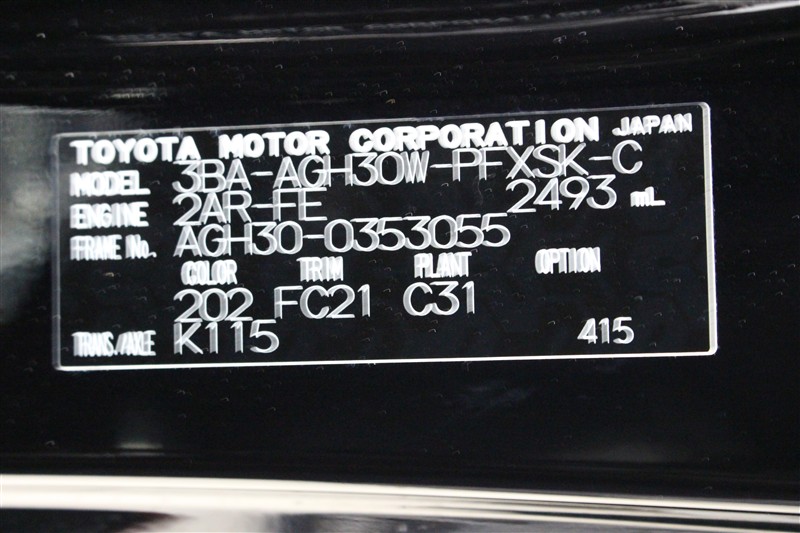 TOYOTA MOTOR CORPORATION JAPAN
MODEL 3BA-AGH30W-PFXSK-C
ENGINE 2AR-FE 2493 mL
FRAME No. AGH30-0353055
COLOR TRIM PLANT OPTION
202 FC21 C31
TRANS./AXLE K115 415